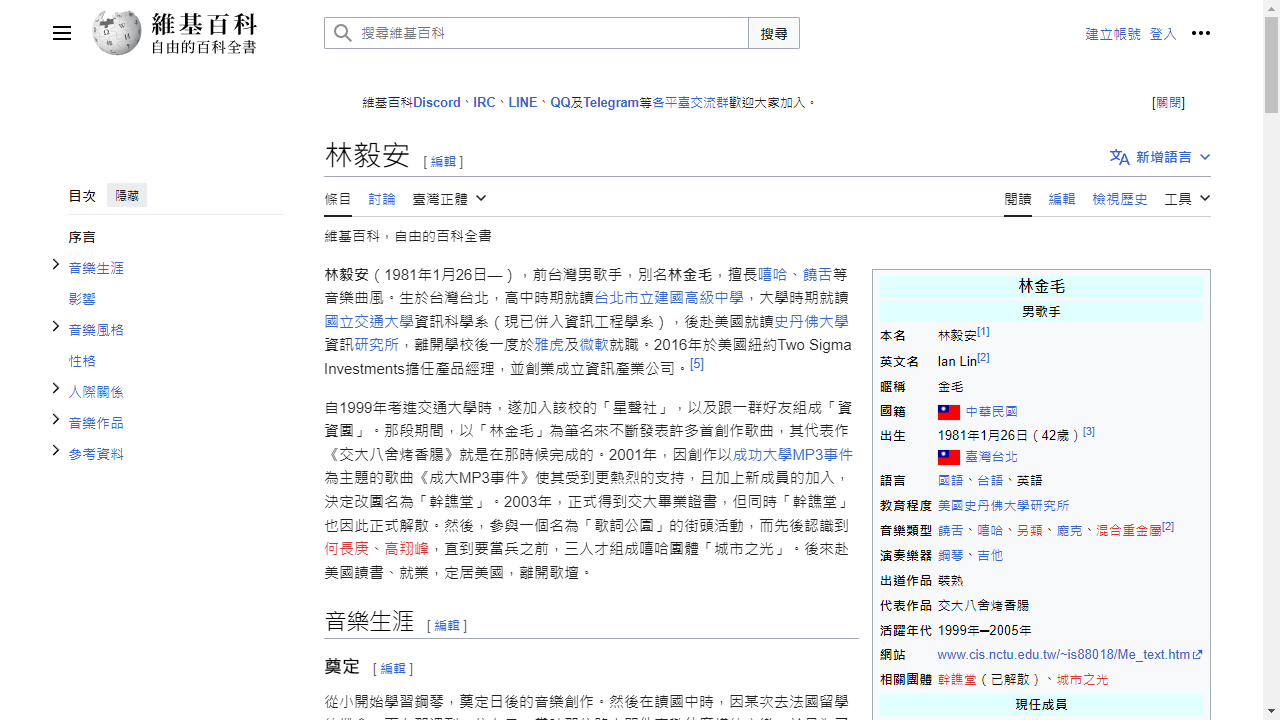 維基百科
自由的百科全書
搜尋維基百科
搜尋
建立帳號 登入
維基百科Discord、IRC、LINE、QQ及Telegram等各平臺交流群歡迎大家加入。
[關閉]
林毅安 [ 編輯 ]
新增語言
目次 隱藏
序言
音樂生涯
影響
音樂風格
性格
人際關係
音樂作品
參考資料
條目 討論 臺灣正體
閱讀 編輯 檢視歷史 工具
維基百科，自由的百科全書
林毅安（1981年1月26日—），前台灣男歌手，別名林金毛，擅長嘻哈、饒舌等
音樂曲風。生於台灣台北，高中時期就讀台北市立建國高級中學，大學時期就讀
國立交通大學資訊科學系（現已併入資訊工程學系），後赴美國就讀史丹佛大學
資訊研究所，離開學校後一度於雅虎及微軟就職。2016年於美國紐約Two Sigma
Investments擔任產品經理，並創業成立資訊產業公司。[5]
自1999年考進交通大學時，遂加入該校的「星聲社」，以及跟一群好友組成「資
資團」。那段期間，以「林金毛」為筆名來不斷發表許多首創作歌曲，其代表作
《交大八舍烤香腸》就是在那時候完成的。2001年，因創作以成功大學MP3事件
為主題的歌曲《成大MP3事件》使其受到更熱烈的支持，且加上新成員的加入，
決定改團名為「幹譙堂」。2003年，正式得到交大畢業證書，但同時「幹譙堂」
也因此正式解散。然後，參與一個名為「歌詞公園」的街頭活動，而先後認識到
何長庚、高翔峰，直到要當兵之前，三人才組成嘻哈團體「城市之光」。後來赴
美國讀書、就業，定居美國，離開歌壇。
音樂生涯 [ 編輯 ]
奠定 [ 編輯 ]
從小開始學習鋼琴，奠定日後的音樂創作。然後在讀國中時，因某次去法國留學
林金毛
男歌手
本名 林毅安[1]
英文名 Ian Lin[2]
暱稱 金毛
國籍 中華民國
出生 1981年1月26日（42歲）[3]
臺灣台北
語言 國語、台語、英語
教育程度 美國史丹佛大學研究所
音樂類型 饒舌、嘻哈、另類、龐克、混合重金屬[2]
演奏樂器 鋼琴、吉他
出道作品 裝熟
代表作品 交大八舍烤香腸
活躍年代 1999年—2005年
網站 www.cis.nctu.edu.tw/~is88018/Me_text.htm
相關團體 幹譙堂（已解散）、城市之光
現任成員